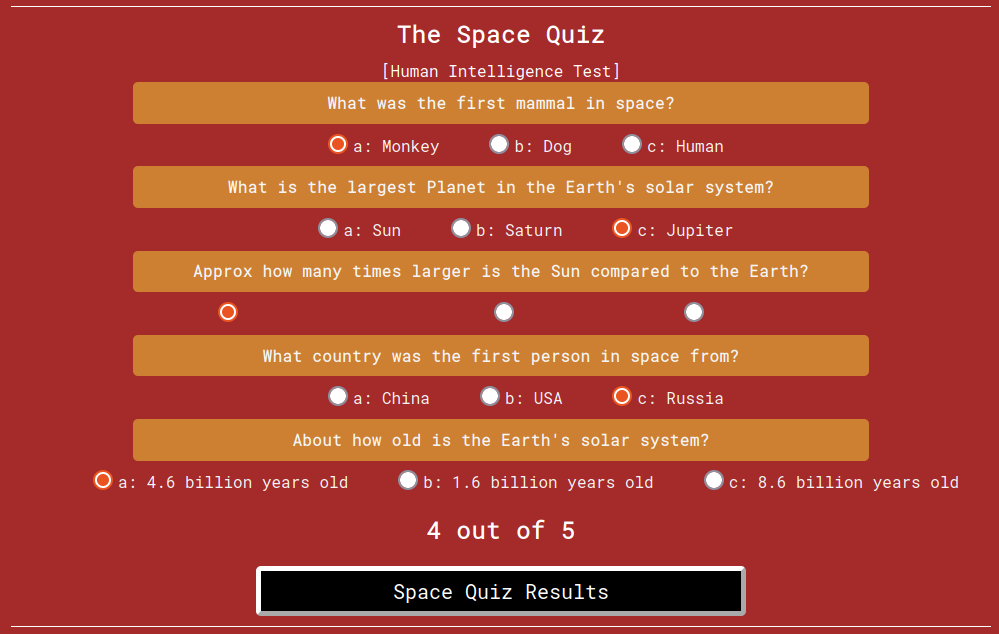 The Space Quiz
[Human Intelligence Test]
What was the first mammal in space?
a: Monkey b: Dog c: Human
What is the largest Planet in the Earth's solar system?
a: Sun b: Saturn c: Jupiter
Approx how many times larger is the Sun compared to the Earth?
What country was the first person in space from?
a: China b: USA c: Russia
About how old is the Earth's solar system?
a: 4.6 billion years old b: 1.6 billion years old c: 8.6 billion years old
4 out of 5
Space Quiz Results